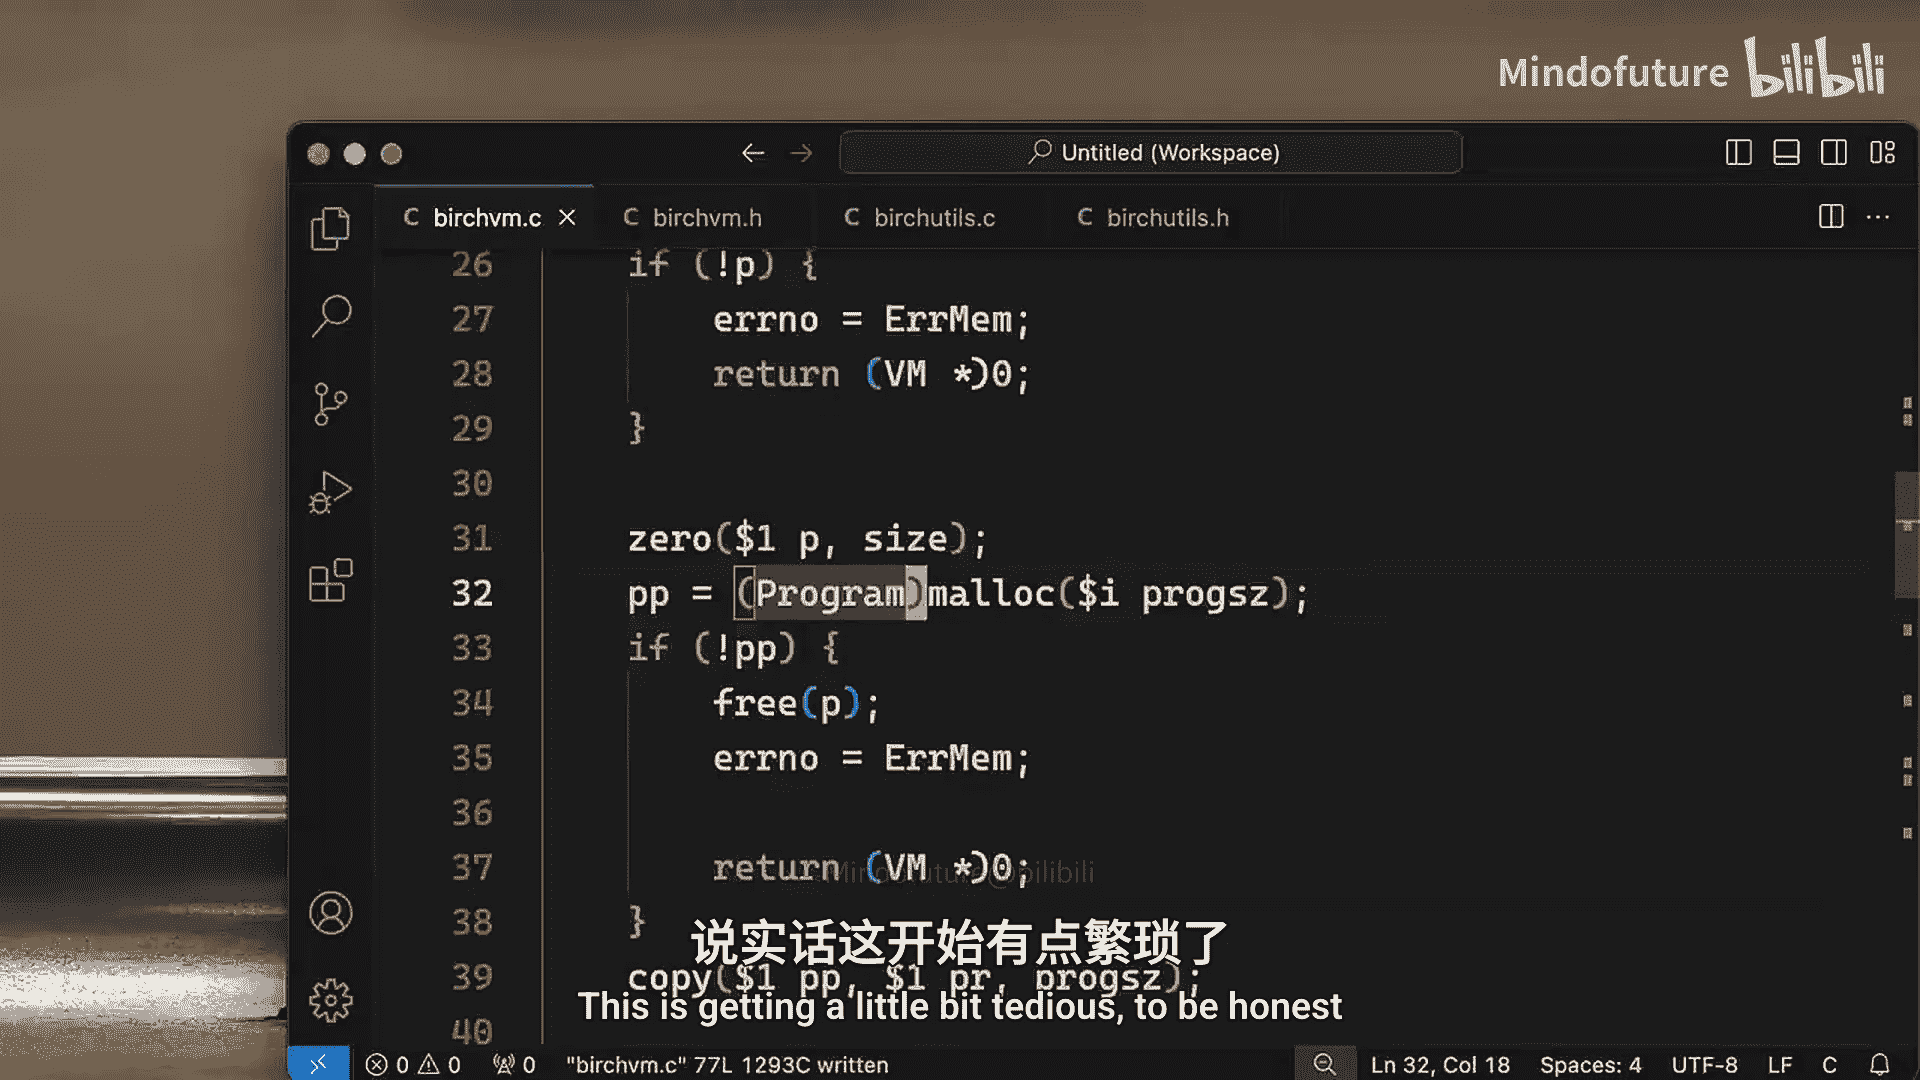 Mindofuture bilibili
Untitled (Workspace)
C birchvm.c C birchvm.h C birchutils.c C birchutils.h
26 if (!p) {
27 errno = ErrMem;
28 return (VM *)0;
29 }
30
31 zero($1 p, size);
32 pp = (Program)malloc($i progsz);
33 if (!pp) {
34 free(p);
35 errno = ErrMem;
36
37 return (VM *)0;
Mindofuture@bilibili
38 }
说实话这开始有点繁琐了
39 copy($1 pp, $1 pr, progsz);
This is getting a little bit tedious, to be honest
40
0 0 0 "birchvm.c" 77L 1293C written Ln 32, Col 18 Spaces: 4 UTF-8 LF C